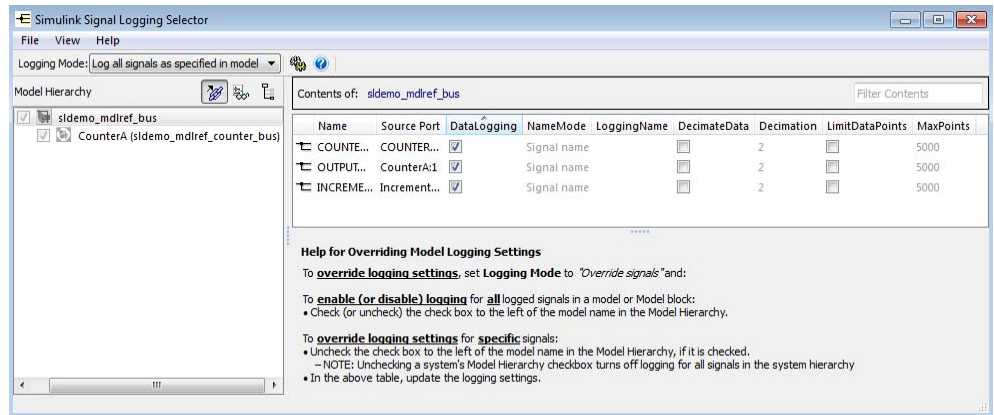 Simulink Signal Logging Selector
File View Help
Logging Mode: Log all signals as specified in model
Model Hierarchy
sldemo_mdlref_bus
CounterA (sldemo_mdlref_counter_bus)
Contents of: sldemo_mdlref_bus
Filter Contents
Name Source Port DataLogging NameMode LoggingName DecimateData Decimation LimitDataPoints MaxPoints
COUNTE... COUNTER... Signal name 2 5000
OUTPUT... CounterA:1 Signal name 2 5000
INCREME... Increment... Signal name 2 5000
Help for Overriding Model Logging Settings
To override logging settings, set Logging Mode to "Override signals" and:
To enable (or disable) logging for all logged signals in a model or Model block:
• Check (or uncheck) the check box to the left of the model name in the Model Hierarchy.
To override logging settings for specific signals:
• Uncheck the check box to the left of the model name in the Model Hierarchy, if it is checked.
– NOTE: Unchecking a system's Model Hierarchy checkbox turns off logging for all signals in the system hierarchy
• In the above table, update the logging settings.